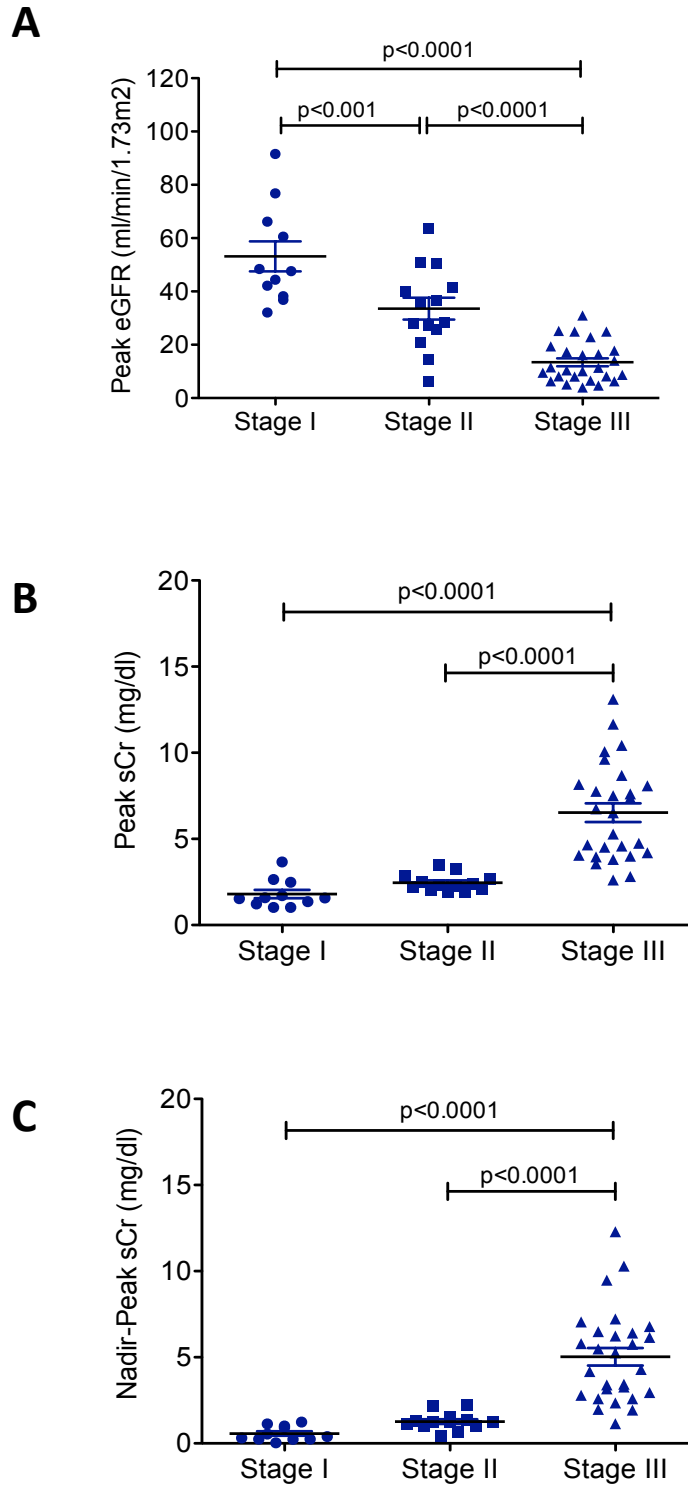 A
p<0.0001
p<0.001
p<0.0001
Peak eGFR (ml/min/1.73m2)
120
100
80
60
40
20
0
Stage I
Stage II
Stage III
B
p<0.0001
p<0.0001
Peak sCr (mg/dl)
20
15
10
5
0
Stage I
Stage II
Stage III
C
p<0.0001
p<0.0001
Nadir-Peak sCr (mg/dl)
20
15
10
5
0
Stage I
Stage II
Stage III